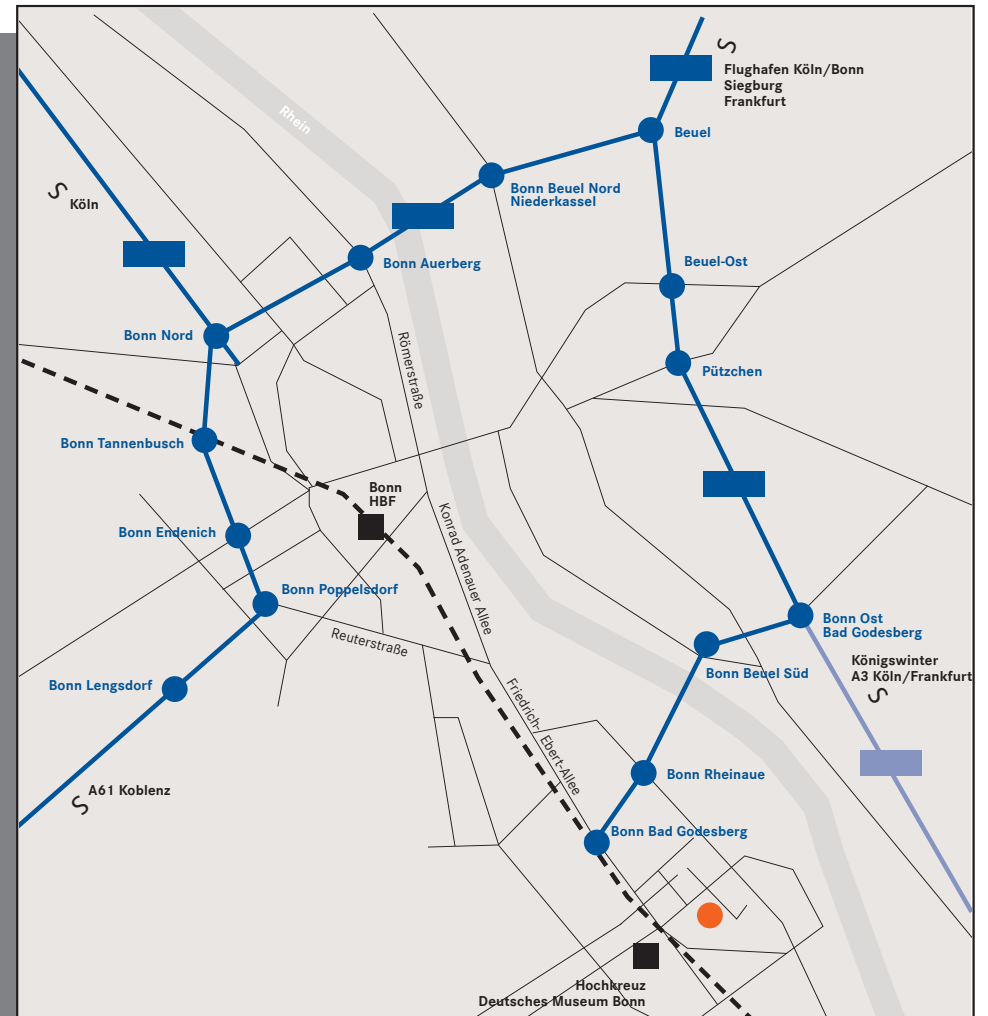 Flughafen Köln/Bonn
Siegburg
Frankfurt
Rhein
Beuel
Bonn Beuel Nord
Niederkassel
Köln
Bonn Auerberg
Beuel-Ost
Bonn Nord
Römerstraße
Pützchen
Bonn Tannenbusch
Bonn
HBF
Konrad Adenauer Allee
Bonn Endenich
Bonn Poppelsdorf
Reuterstraße
Bonn Ost
Bad Godesberg
Königswinter
A3 Köln/Frankfurt
Bonn Beuel Süd
Bonn Lengsdorf
Friedrich-
Ebert-Allee
Bonn Rheinaue
A61 Koblenz
Bonn Bad Godesberg
Hochkreuz
Deutsches Museum Bonn